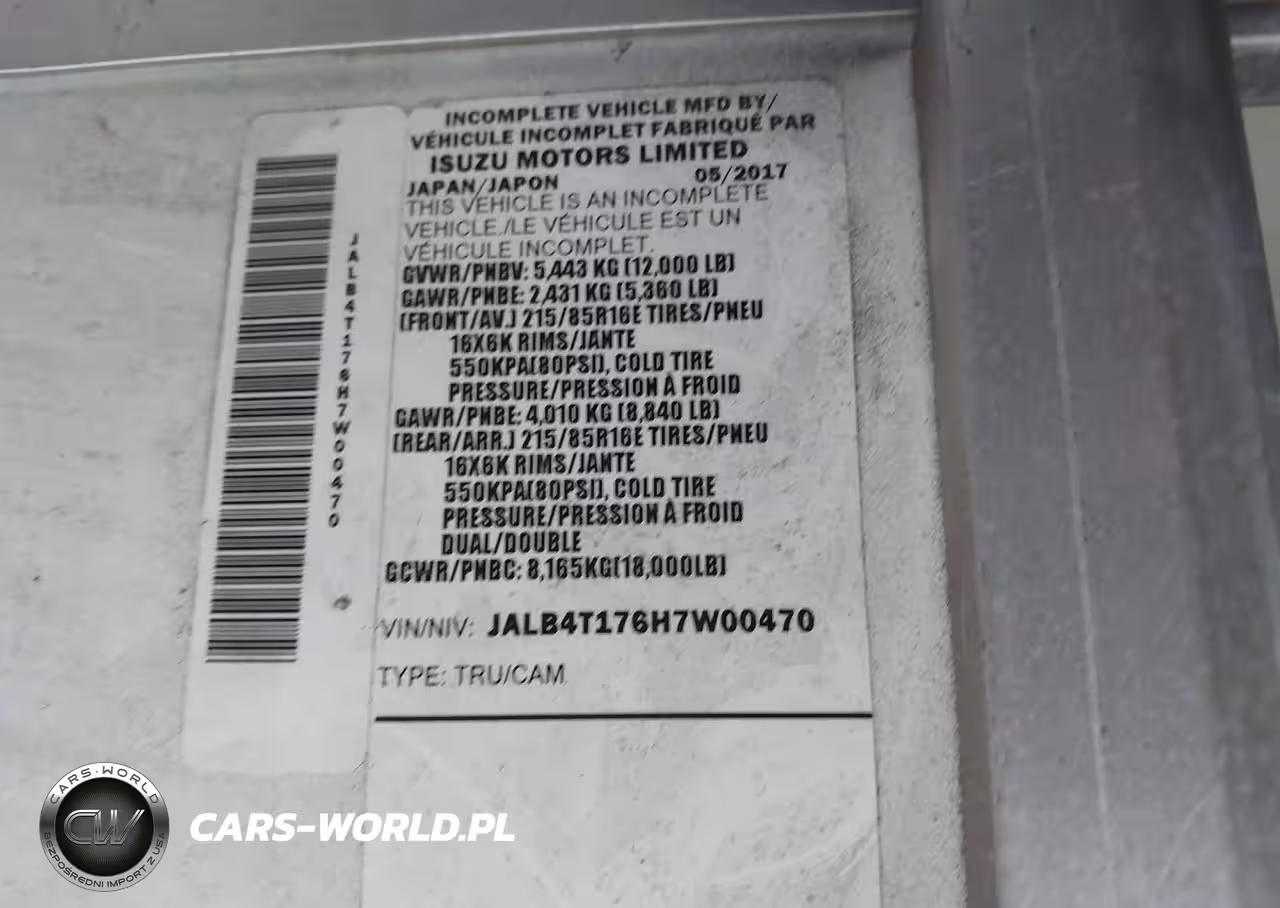 INCOMPLETE VEHICLE MFD BY/
VÉHICULE INCOMPLET FABRIQUÉ PAR
ISUZU MOTORS LIMITED
JAPAN/JAPON 05/2017
THIS VEHICLE IS AN INCOMPLETE
VEHICLE./LE VÉHICULE EST UN
VÉHICULE INCOMPLET.
GVWR/PNBV: 5,443 KG (12,000 LB)
GAWR/PNBE: 2,431 KG (5,360 LB)
(FRONT/AV.) 215/85R16E TIRES/PNEU
16X6K RIMS/JANTE
550KPA(80PSI), COLD TIRE
PRESSURE/PRESSION À FROID
GAWR/PNBE: 4,010 KG (8,840 LB)
(REAR/ARR.) 215/85R16E TIRES/PNEU
16X6K RIMS/JANTE
550KPA(80PSI), COLD TIRE
PRESSURE/PRESSION À FROID
DUAL/DOUBLE
GCWR/PNBC: 8,165KG(18,000LB)
VIN/NIV: JALB4T176H7W00470
TYPE: TRU/CAM
JALB4T176H7W00470
CARS-WORLD
CW
BEZPOŚREDNI IMPORT Z USA
CARS-WORLD.PL